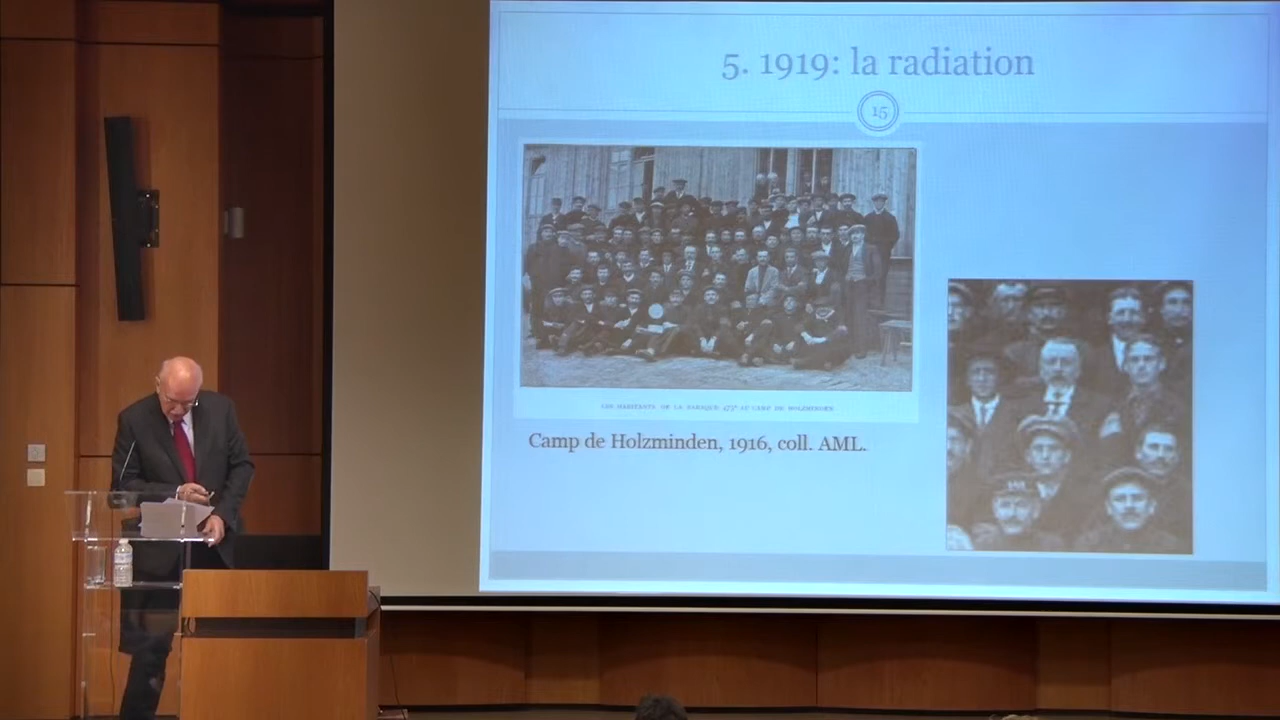 5. 1919: la radiation
15
LES HABITANTS DE LA BARAQUE 475A AU CAMP DE HOLZMINDEN
Camp de Holzminden, 1916, coll. AML.